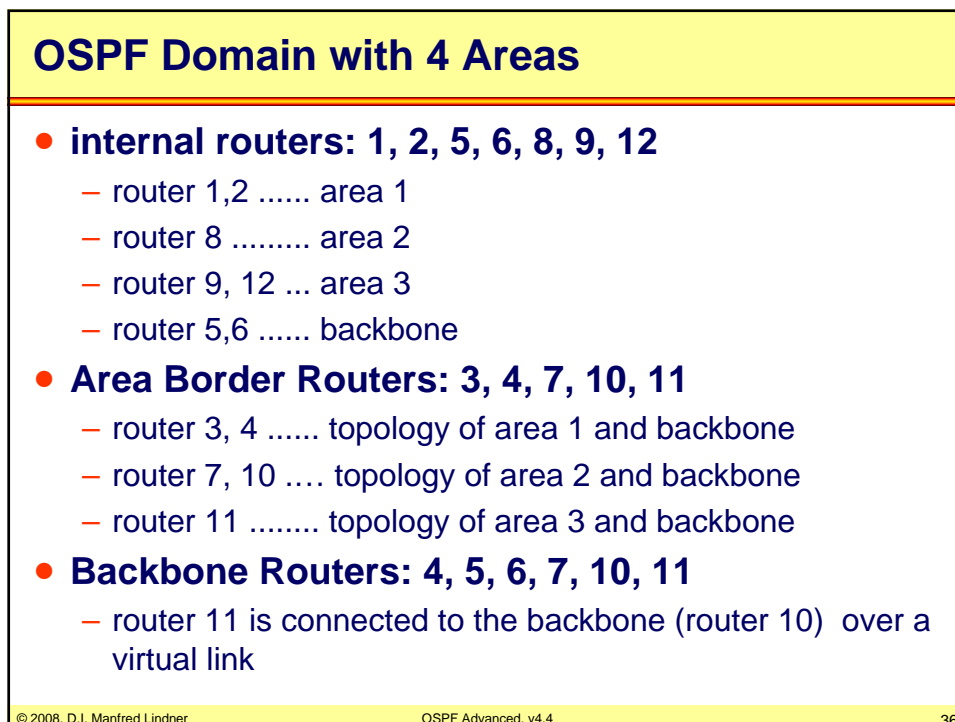 OSPF Domain with 4 Areas
• internal routers: 1, 2, 5, 6, 8, 9, 12
– router 1,2 ...... area 1
– router 8 ......... area 2
– router 9, 12 ... area 3
– router 5,6 ...... backbone
• Area Border Routers: 3, 4, 7, 10, 11
– router 3, 4 ...... topology of area 1 and backbone
– router 7, 10 .... topology of area 2 and backbone
– router 11 ........ topology of area 3 and backbone
• Backbone Routers: 4, 5, 6, 7, 10, 11
– router 11 is connected to the backbone (router 10) over a
virtual link
© 2008, D.I. Manfred Lindner
OSPF Advanced, v4.4
36